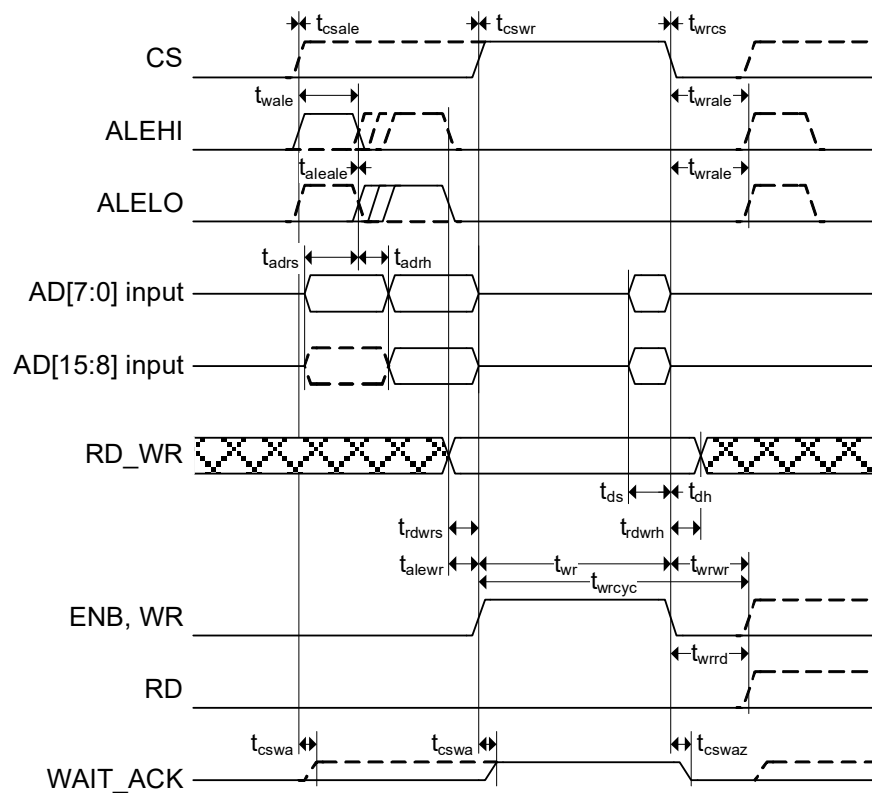 tcsale tcswr twrcs
CS
twale twrale
ALEHI
taleale twrale
ALELO
tadrs tadrh
AD[7:0] input
AD[15:8] input
RD_WR
tds tdh
trdwrs trdwrh
talewr twr twrwr
twrcyc
ENB, WR
twrrd
RD
tcswa tcswa tcswaz
WAIT_ACK